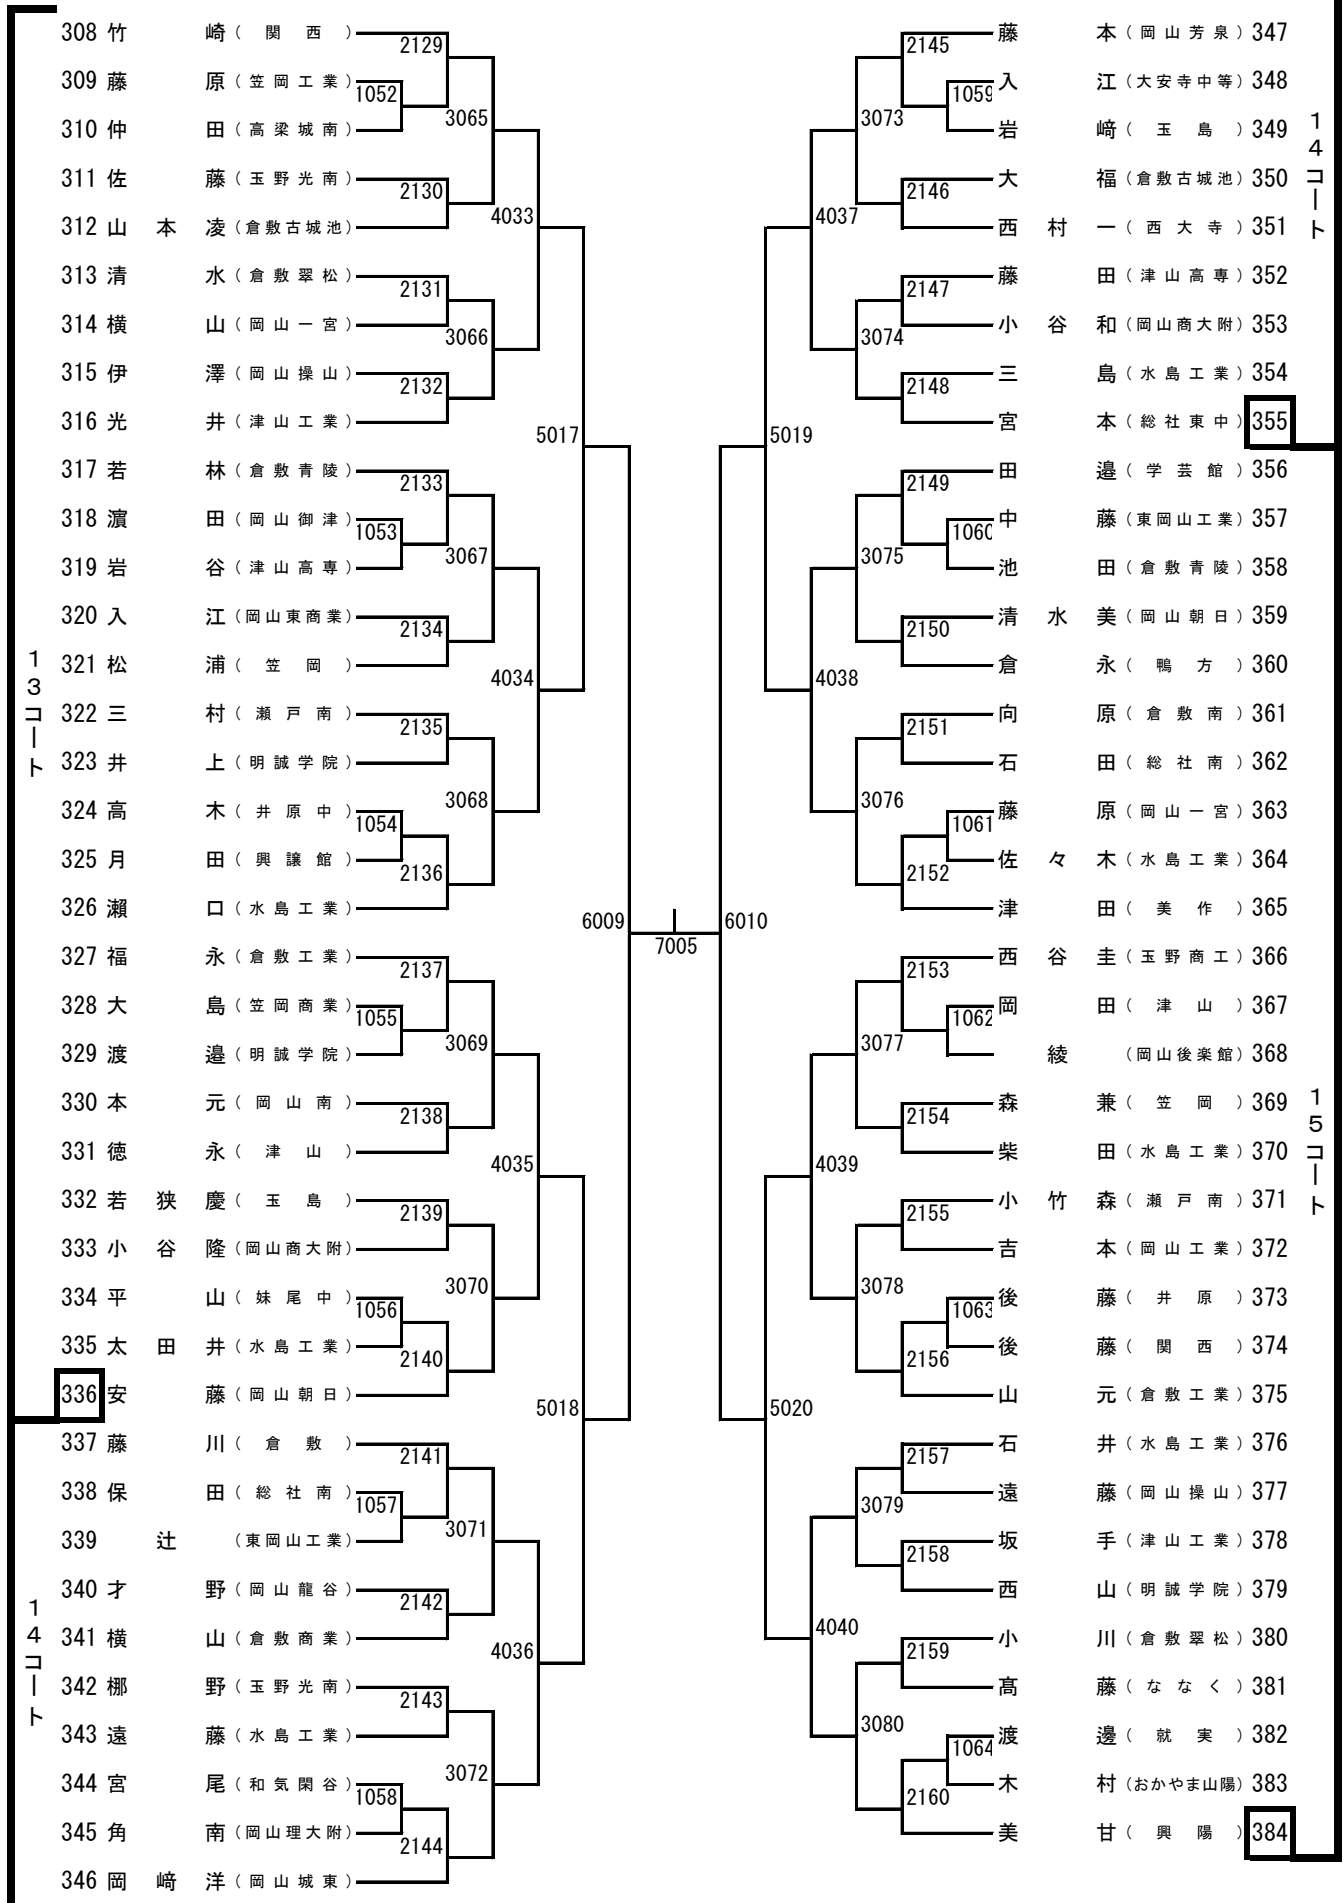 308 竹 崎 ( 関 西 )
309 藤 原 ( 笠 岡 工 業 )
310 仲 田 ( 高 梁 城 南 )
311 佐 藤 ( 玉 野 光 南 )
312 山 本 凌 (倉敷古城池)
313 清 水 ( 倉 敷 翠 松 )
314 横 山 ( 岡 山 一 宮 )
315 伊 澤 ( 岡 山 操 山 )
316 光 井 ( 津 山 工 業 )
317 若 林 ( 倉 敷 青 陵 )
318 濵 田 ( 岡 山 御 津 )
319 岩 谷 ( 津 山 高 専 )
320 入 江 (岡山東商業)
321 松 浦 ( 笠 岡 )
322 三 村 ( 瀬 戸 南 )
323 井 上 ( 明 誠 学 院 )
324 高 木 ( 井 原 中 )
325 月 田 ( 興 譲 館 )
326 瀬 口 ( 水 島 工 業 )
327 福 永 ( 倉 敷 工 業 )
328 大 島 ( 笠 岡 商 業 )
329 渡 邉 ( 明 誠 学 院 )
330 本 元 ( 岡 山 南 )
331 徳 永 ( 津 山 )
332 若 狭 慶 ( 玉 島 )
333 小 谷 隆 (岡山商大附)
334 平 山 ( 妹 尾 中 )
335 太 田 井 ( 水 島 工 業 )
336 安 藤 ( 岡 山 朝 日 )
337 藤 川 ( 倉 敷 )
338 保 田 ( 総 社 南 )
339 辻 (東岡山工業)
340 才 野 ( 岡 山 龍 谷 )
341 横 山 ( 倉 敷 商 業 )
342 梛 野 ( 玉 野 光 南 )
343 遠 藤 ( 水 島 工 業 )
344 宮 尾 ( 和 気 閑 谷 )
345 角 南 (岡山理大附)
346 岡 﨑 洋 ( 岡 山 城 東 )
13コート
14コート
1052
1053
1054
1055
1056
1057
1058
2129
2130
2131
2132
2133
2134
2135
2136
2137
2138
2139
2140
2141
2142
2143
2144
3065
3066
3067
3068
3069
3070
3071
3072
4033
4034
4035
4036
5017
5018
6009
7005
6010
5019
5020
4037
4038
4039
4040
3073
3074
3075
3076
3077
3078
3079
3080
2145
2146
2147
2148
2149
2150
2151
2152
2153
2154
2155
2156
2157
2158
2159
2160
1059
1060
1061
1062
1063
1064
藤 本 ( 岡 山 芳 泉 ) 347
入 江 (大安寺中等) 348
岩 﨑 ( 玉 島 ) 349
大 福 (倉敷古城池) 350
西 村 一 ( 西 大 寺 ) 351
藤 田 ( 津 山 高 専 ) 352
小 谷 和 (岡山商大附) 353
三 島 ( 水 島 工 業 ) 354
宮 本 ( 総 社 東 中 ) 355
田 邉 ( 学 芸 館 ) 356
中 藤 (東岡山工業) 357
池 田 ( 倉 敷 青 陵 ) 358
清 水 美 ( 岡 山 朝 日 ) 359
倉 永 ( 鴨 方 ) 360
向 原 ( 倉 敷 南 ) 361
石 田 ( 総 社 南 ) 362
藤 原 ( 岡 山 一 宮 ) 363
佐 々 木 ( 水 島 工 業 ) 364
津 田 ( 美 作 ) 365
西 谷 圭 ( 玉 野 商 工 ) 366
岡 田 ( 津 山 ) 367
綾 (岡山後楽館) 368
森 兼 ( 笠 岡 ) 369
柴 田 ( 水 島 工 業 ) 370
小 竹 森 ( 瀬 戸 南 ) 371
吉 本 ( 岡 山 工 業 ) 372
後 藤 ( 井 原 ) 373
後 藤 ( 関 西 ) 374
山 元 ( 倉 敷 工 業 ) 375
石 井 ( 水 島 工 業 ) 376
遠 藤 ( 岡 山 操 山 ) 377
坂 手 ( 津 山 工 業 ) 378
西 山 ( 明 誠 学 院 ) 379
小 川 ( 倉 敷 翠 松 ) 380
髙 藤 ( な な く ) 381
渡 邊 ( 就 実 ) 382
木 村 (おかやま山陽) 383
美 甘 ( 興 陽 ) 384
14コート
15コート